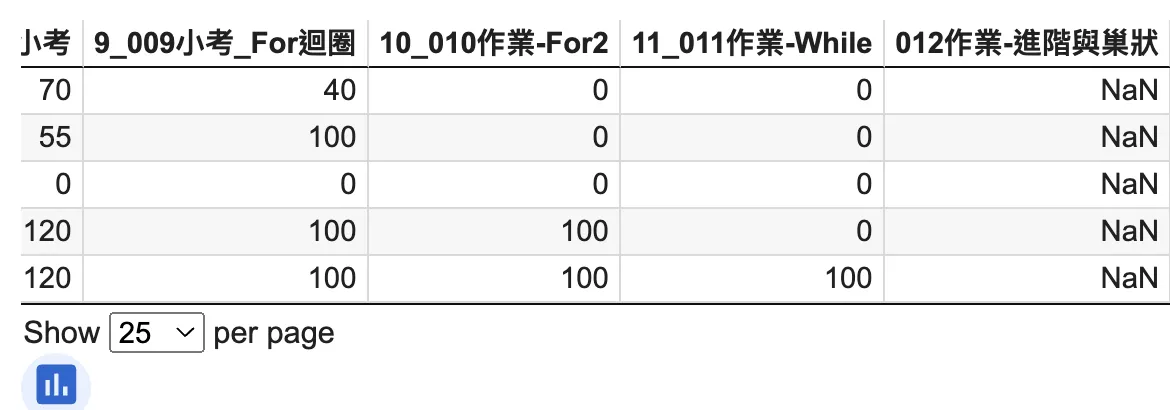 小考 9_009小考_For迴圈 10_010作業-For2 11_011作業-While 012作業-進階與巢狀
70 40 0 0 NaN
55 100 0 0 NaN
0 0 0 0 NaN
120 100 100 0 NaN
120 100 100 100 NaN
Show 25 per page